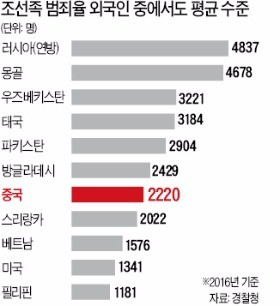 조선족 범죄율 외국인 중에서도 평균 수준
(단위: 명)
러시아(연방) 4837
몽골 4678
우즈베키스탄 3221
태국 3184
파키스탄 2904
방글라데시 2429
중국 2220
스리랑카 2022
베트남 1576
미국 1341
필리핀 1181
※2016년 기준
자료: 경찰청